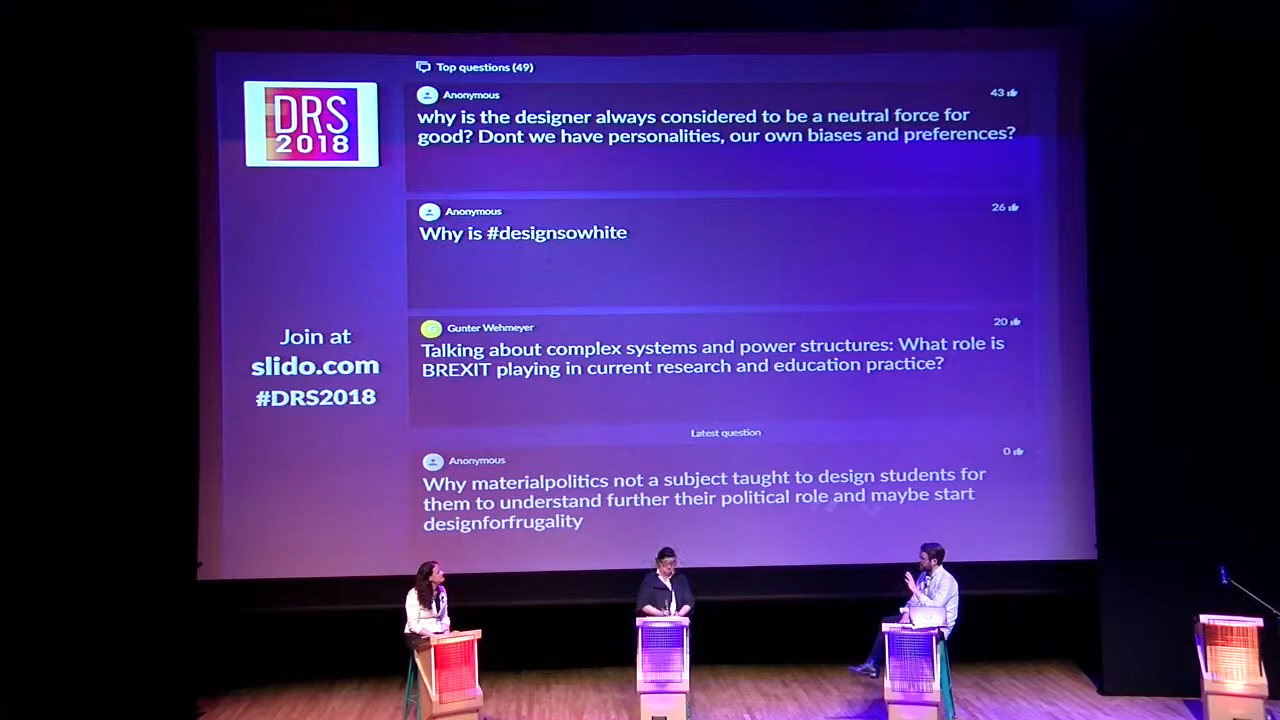 Top questions (49)
DRS
2018
Anonymous
43
why is the designer always considered to be a neutral force for
good? Dont we have personalities, our own biases and preferences?
Anonymous
26
Why is #designsowhite
Join at
slido.com
#DRS2018
Gunter Wehmeyer
20
Talking about complex systems and power structures: What role is
BREXIT playing in current research and education practice?
Latest question
Anonymous
0
Why materialpolitics not a subject taught to design students for
them to understand further their political role and maybe start
designforfrugality